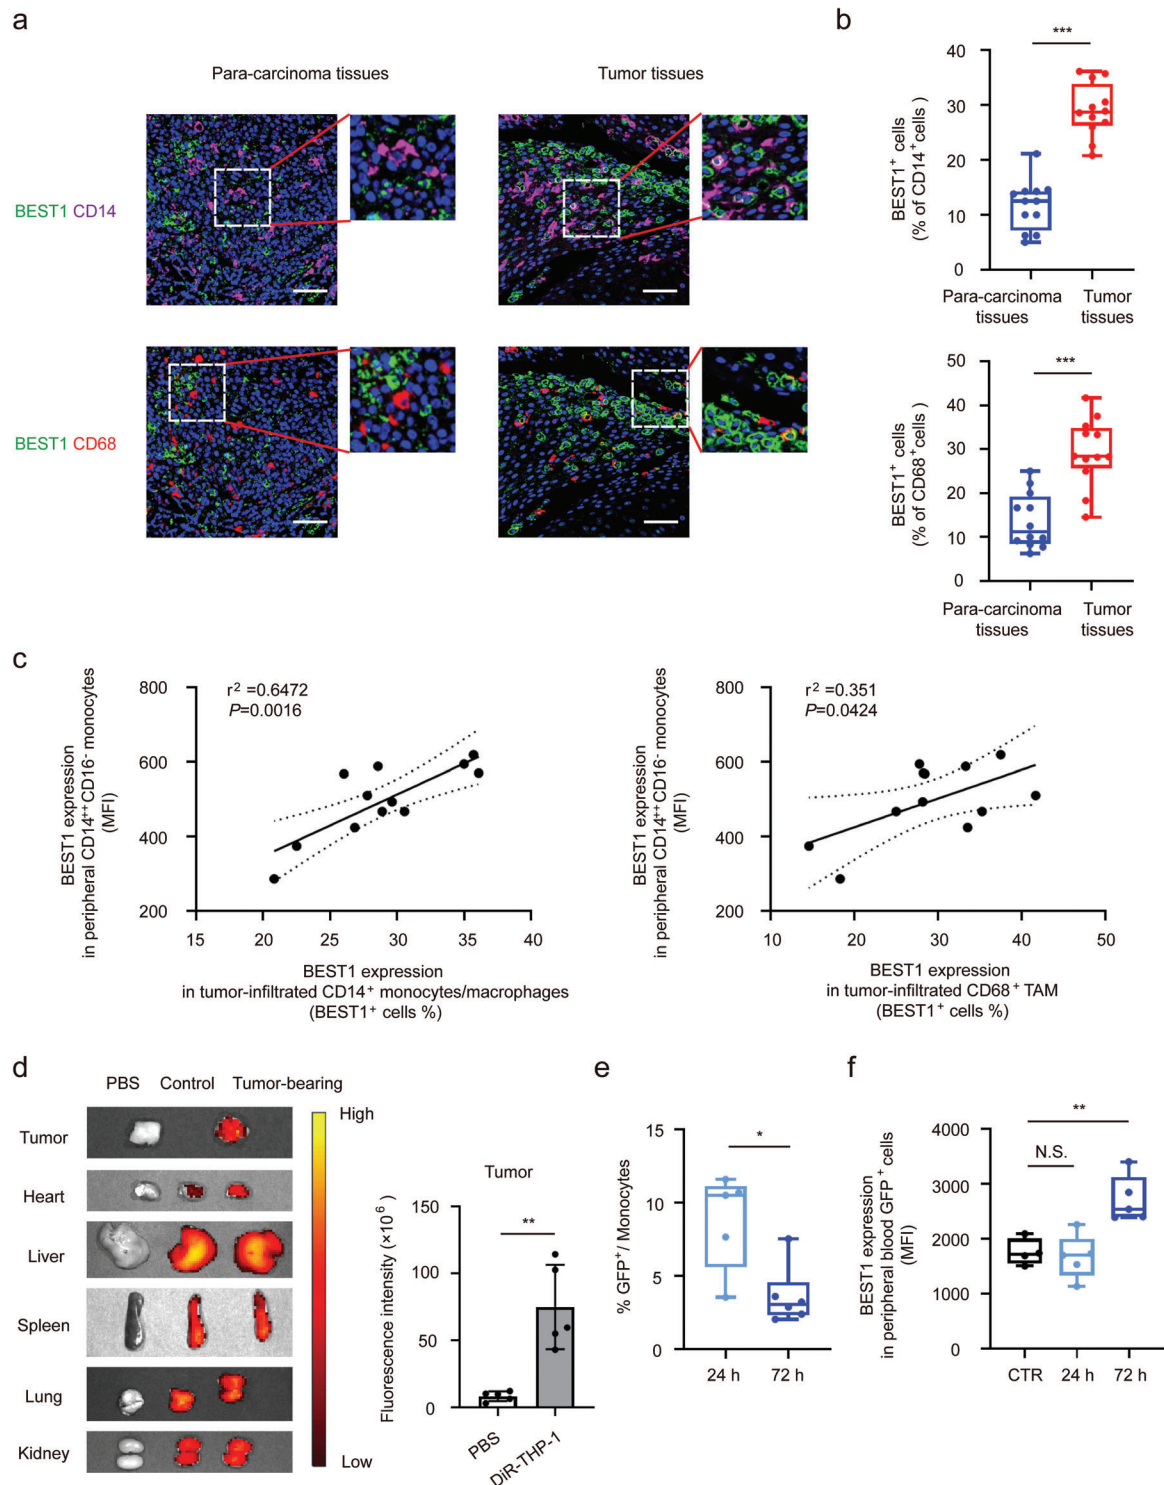 a
Para-carcinoma tissues
Tumor tissues
BEST1 CD14
BEST1 CD68
b
***
BEST1⁺ cells
(% of CD14⁺cells)
40
30
20
10
0
Para-carcinoma
tissues
Tumor
tissues
***
BEST1⁺ cells
(% of CD68⁺cells)
50
40
30
20
10
0
Para-carcinoma
tissues
Tumor
tissues
c
BEST1 expression
in peripheral CD14⁺⁺ CD16⁻ monocytes
(MFI)
800
600
400
200
r² =0.6472
P=0.0016
15 20 25 30 35 40
BEST1 expression
in tumor-infiltrated CD14⁺ monocytes/macrophages
(BEST1⁺ cells %)
BEST1 expression
in peripheral CD14⁺⁺ CD16⁻ monocytes
(MFI)
800
600
400
200
r² =0.351
P=0.0424
10 20 30 40 50
BEST1 expression
in tumor-infiltrated CD68⁺ TAM
(BEST1⁺ cells %)
d
PBS Control Tumor-bearing
Tumor
Heart
Liver
Spleen
Lung
Kidney
High
Low
Tumor
**
Fluorescence intensity (×10⁶)
150
100
50
0
PBS
DiR-THP-1
e
*
% GFP⁺/ Monocytes
15
10
5
0
24 h 72 h
f
**
N.S.
BEST1 expression
in peripheral blood GFP⁺ cells
(MFI)
4000
3000
2000
1000
0
CTR 24 h 72 h